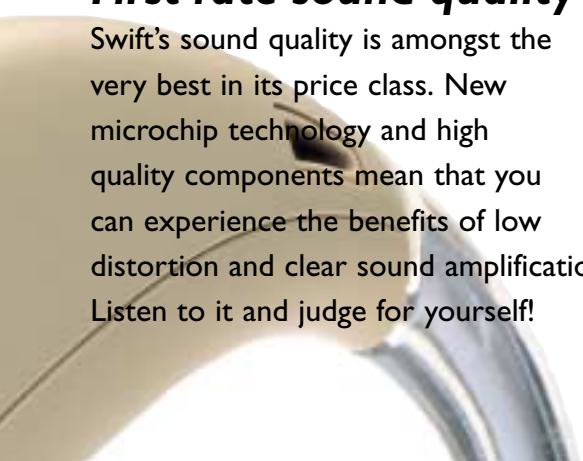 First rate sound quality
Swift's sound quality is amongst the
very best in its price class. New
microchip technology and high
quality components mean that you
can experience the benefits of low
distortion and clear sound amplificatio
Listen to it and judge for yourself!